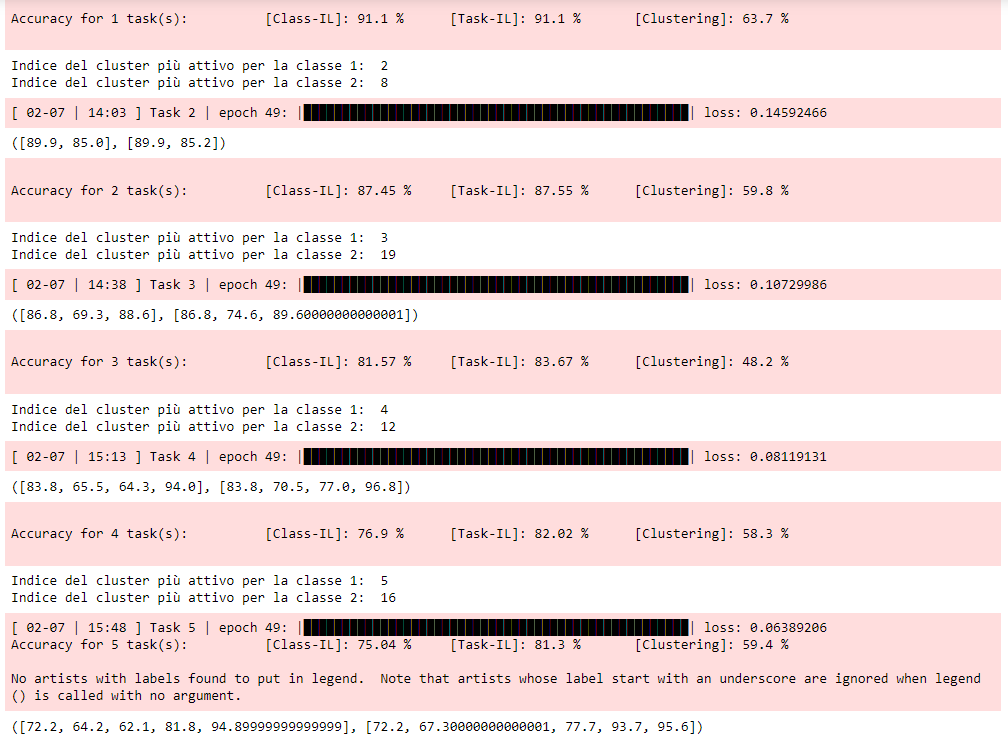 Accuracy for 1 task(s): [Class-IL]: 91.1 % [Task-IL]: 91.1 % [Clustering]: 63.7 %
Indice del cluster più attivo per la classe 1: 2
Indice del cluster più attivo per la classe 2: 8
[ 02-07 | 14:03 ] Task 2 | epoch 49: || loss: 0.14592466
([89.9, 85.0], [89.9, 85.2])
Accuracy for 2 task(s): [Class-IL]: 87.45 % [Task-IL]: 87.55 % [Clustering]: 59.8 %
Indice del cluster più attivo per la classe 1: 3
Indice del cluster più attivo per la classe 2: 19
[ 02-07 | 14:38 ] Task 3 | epoch 49: || loss: 0.10729986
([86.8, 69.3, 88.6], [86.8, 74.6, 89.60000000000001])
Accuracy for 3 task(s): [Class-IL]: 81.57 % [Task-IL]: 83.67 % [Clustering]: 48.2 %
Indice del cluster più attivo per la classe 1: 4
Indice del cluster più attivo per la classe 2: 12
[ 02-07 | 15:13 ] Task 4 | epoch 49: || loss: 0.08119131
([83.8, 65.5, 64.3, 94.0], [83.8, 70.5, 77.0, 96.8])
Accuracy for 4 task(s): [Class-IL]: 76.9 % [Task-IL]: 82.02 % [Clustering]: 58.3 %
Indice del cluster più attivo per la classe 1: 5
Indice del cluster più attivo per la classe 2: 16
[ 02-07 | 15:48 ] Task 5 | epoch 49: || loss: 0.06389206
Accuracy for 5 task(s): [Class-IL]: 75.04 % [Task-IL]: 81.3 % [Clustering]: 59.4 %
No artists with labels found to put in legend.  Note that artists whose label start with an underscore are ignored when legend
() is called with no argument.
([72.2, 64.2, 62.1, 81.8, 94.89999999999999], [72.2, 67.30000000000001, 77.7, 93.7, 95.6])